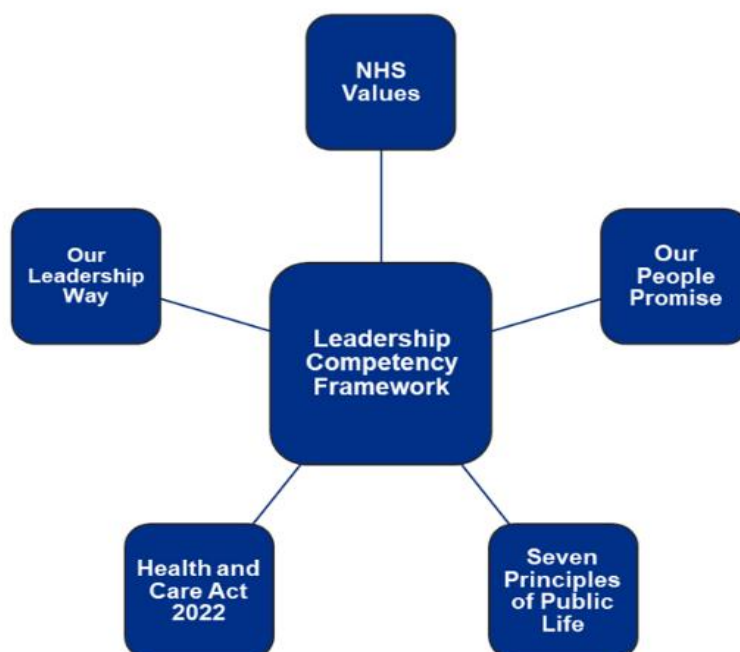 NHS
Values
Our
Leadership
Way
Our
People
Promise
Leadership
Competency
Framework
Health and
Care Act
2022
Seven
Principles
of Public
Life